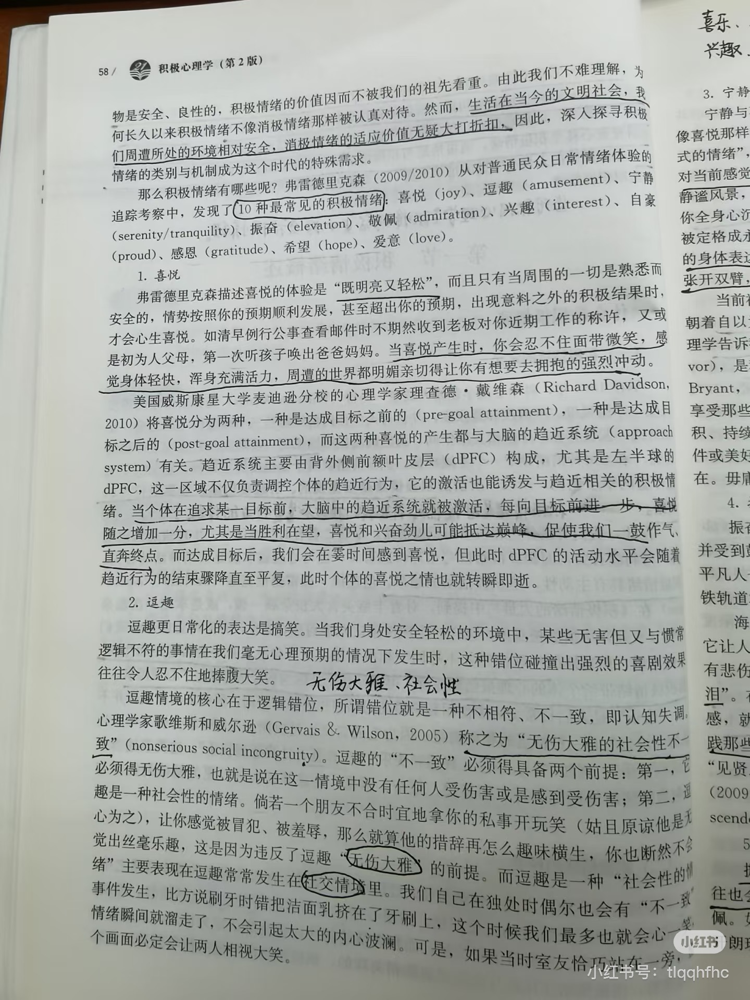 58 / 21 积极心理学（第2版）
物是安全、良性的，积极情绪的价值因而不被我们的祖先看重。由此我们不难理解，为
何长久以来积极情绪不像消极情绪那样被认真对待。然而，生活在当今的文明社会，我
们周遭所处的环境相对安全，消极情绪的适应价值无疑大打折扣，因此，深入探寻积极
情绪的类别与机制成为这个时代的特殊需求。
那么积极情绪有哪些呢？弗雷德里克森（2009/2010）从对普通民众日常情绪体验的
追踪考察中，发现了10种最常见的积极情绪：喜悦（joy）、逗趣（amusement）、宁静
（serenity/tranquility）、振奋（elevation）、敬佩（admiration）、兴趣（interest）、自豪
（proud）、感恩（gratitude）、希望（hope）、爱意（love）。
1. 喜悦
弗雷德里克森描述喜悦的体验是“既明亮又轻松”，而且只有当周围的一切是熟悉而
安全的，情势按照你的预期顺利发展，甚至超出你的预期，出现意料之外的积极结果时，
才会心生喜悦。如清早例行公事查看邮件时不期然收到老板对你近期工作的称许，又或
是初为人父母，第一次听孩子唤出爸爸妈妈。当喜悦产生时，你会忍不住面带微笑，感
觉身体轻快，浑身充满活力，周遭的世界都明媚亲切得让你有想要去拥抱的强烈冲动。
美国威斯康星大学麦迪逊分校的心理学家理查德·戴维森（Richard Davidson,
2010）将喜悦分为两种，一种是达成目标之前的（pre-goal attainment），一种是达成目
标之后的（post-goal attainment），而这两种喜悦的产生都与大脑的趋近系统（approach
system）有关。趋近系统主要由背外侧前额叶皮层（dPFC）构成，尤其是左半球的
dPFC，这一区域不仅负责调控个体的趋近行为，它的激活也能诱发与趋近相关的积极情
绪。当个体在追求某一目标前，大脑中的趋近系统就被激活，每向目标前进一步，喜悦
随之增加一分，尤其是当胜利在望，喜悦和兴奋劲儿可能抵达巅峰，促使我们一鼓作气、
直奔终点。而达成目标后，我们会在霎时间感到喜悦，但此时 dPFC 的活动水平会随着
趋近行为的结束骤降直至平复，此时个体的喜悦之情也就转瞬即逝。
2. 逗趣
逗趣更日常化的表达是搞笑。当我们身处安全轻松的环境中，某些无害但又与惯常
逻辑不符的事情在我们毫无心理预期的情况下发生时，这种错位碰撞出强烈的喜剧效果
往往令人忍不住地捧腹大笑。
无伤大雅、社会性
逗趣情境的核心在于逻辑错位，所谓错位就是一种不相符、不一致，即认知失调。
心理学家歌维斯和威尔逊（Gervais & Wilson，2005）称之为“无伤大雅的社会性不一
致”（nonserious social incongruity）。逗趣的“不一致”必须得具备两个前提：第一，它
必须得无伤大雅，也就是说在这一情境中没有任何人受伤害或是感到受伤害；第二，逗
趣是一种社会性的情绪。倘若一个朋友不合时宜地拿你的私事开玩笑（姑且原谅他是无
心为之），让你感觉被冒犯、被羞辱，那么就算他的措辞再怎么趣味横生，你也断然不会
觉出丝毫乐趣，这是因为违反了逗趣“无伤大雅”的前提。而逗趣是一种“社会性的情
绪”主要表现在逗趣常常发生在社交情境里。我们自己在独处时偶尔也会有“不一致”
事件发生，比方说刷牙时错把洁面乳挤在了牙刷上，这个时候我们最多也就会心一笑，
情绪瞬间就溜走了，不会引起太大的内心波澜。可是，如果当时室友恰巧站在一旁，
个画面必定会让两人相视大笑。
喜乐、
兴趣、
3. 宁静
宁静与
像喜悦那样
式的情绪”，
对当前感觉
静谧风景，
你全身心沉
被定格成永
的身体表达
张开双臂，
当前被
朝着自以为
理学告诉
vor），是
Bryant，
享受那些
积、持续
件或美好
在。毋庸
4.
振奋
并受到鼓
平凡人
铁轨道
海
它让人
有悲伤
泪”。在
感，就
践那些
“见贤
（2009
scende
5
往也会
佩。如
朗玛
小红书
小红书号：tlqqhfhc